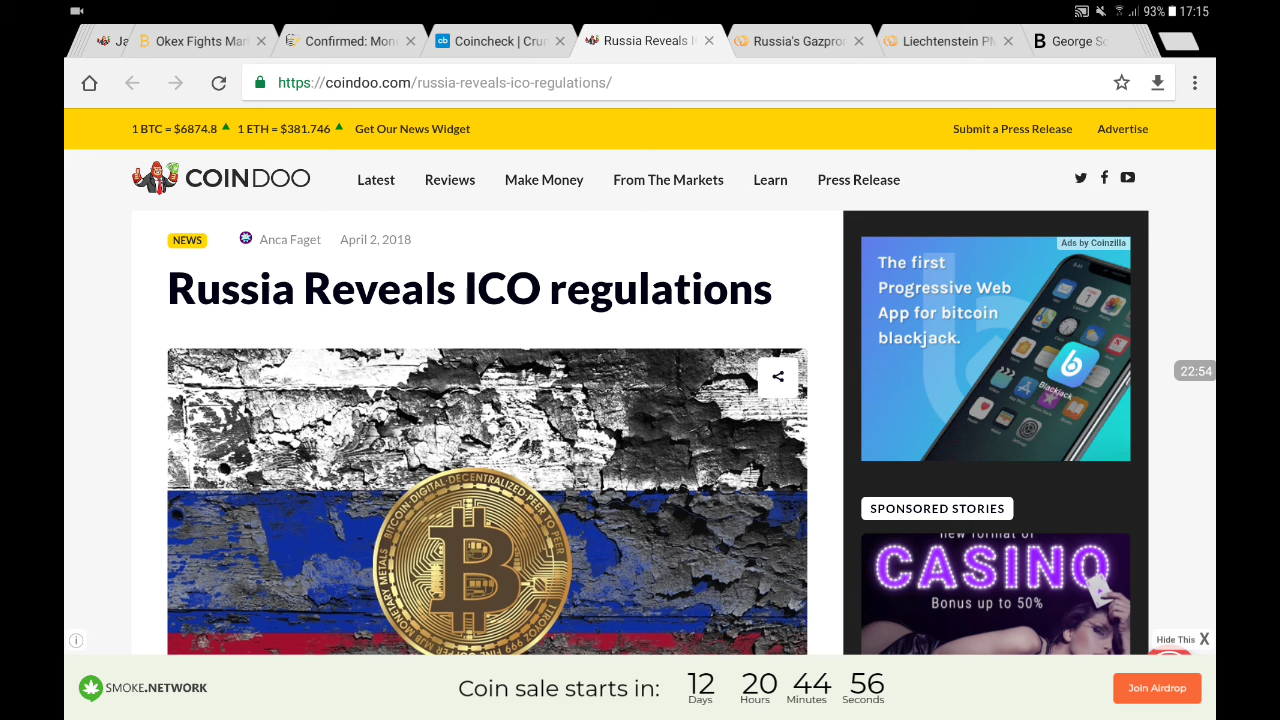 93% 17:15
Ja
Okex Fights Mar
Confirmed: Mon
Coincheck | Crun
Russia Reveals I
Russia's Gazpro
Liechtenstein P
George So
https://coindoo.com/russia-reveals-ico-regulations/
1 BTC = $6874.8 1 ETH = $381.746 Get Our News Widget
Submit a Press Release Advertise
COINDOO
Latest Reviews Make Money From The Markets Learn Press Release
NEWS Anca Faget April 2, 2018
Russia Reveals ICO regulations
Ads by Coinzilla
The first
Progressive Web
App for bitcoin
blackjack.
Blackjack
22:54
BITCOIN DIGITAL DECENTRALIZED PEER TO PEER
SPONSORED STORIES
new format of
CASINO
Bonus up to 50%
Hide This X
SMOKE.NETWORK
Coin sale starts in:
12 20 44 56
Days Hours Minutes Seconds
Join Airdrop